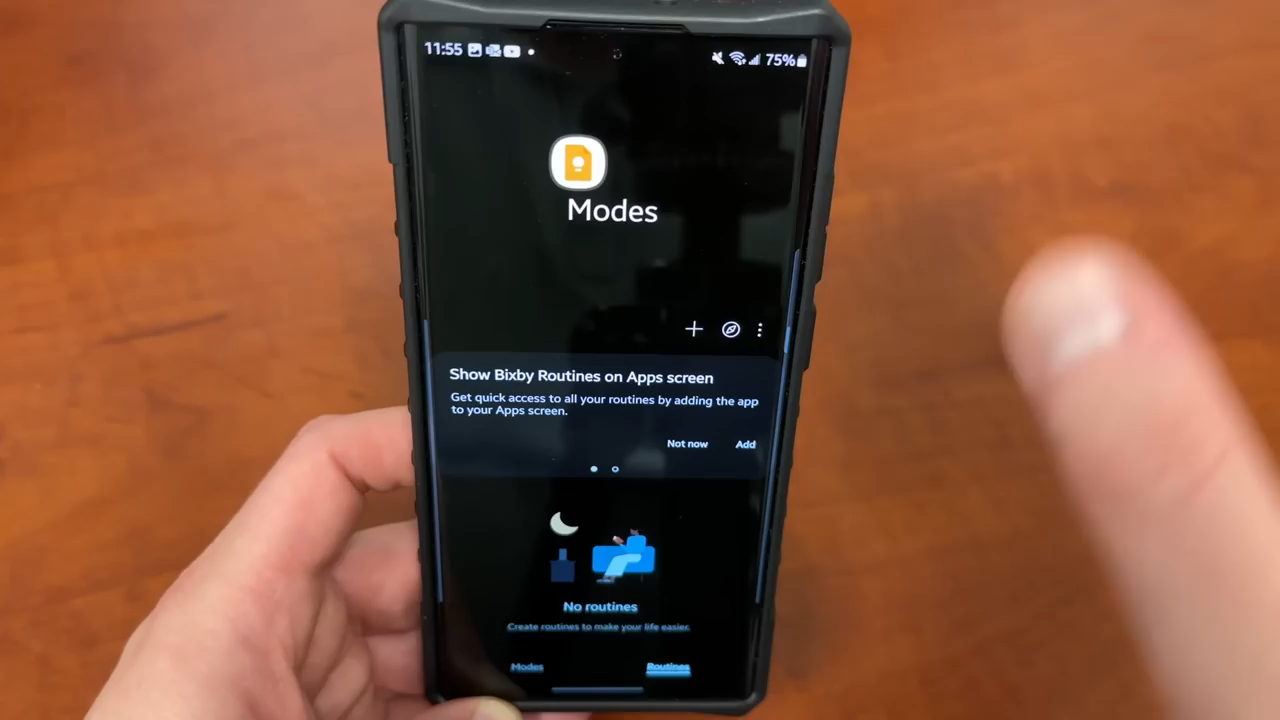 11:55
75%
Modes
Show Bixby Routines on Apps screen
Get quick access to all your routines by adding the app
to your Apps screen.
Not now Add
No routines
Create routines to make your life easier.
Modes Routines